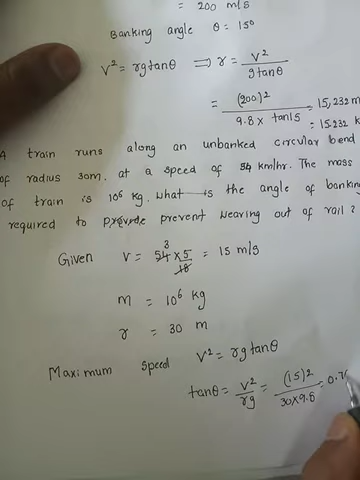 = 200 m/s
Banking angle θ = 15°
v² = rg tanθ ⟹ r = v² / g tanθ
= (200)² / 9.8 × tan15 = 15,232 m
= 15.232 k
A train runs along an unbanked circular bend
of radius 30m, at a speed of 54 km/hr. The mass
of train is 10⁶ kg. what is the angle of banking
required to prevent wearing out of rail?
Given V = 54 × 5 / 18 = 15 m/s
3
m = 10⁶ kg
r = 30 m
Maximum speed v² = rg tanθ
tanθ = v² / rg = (15)² / 30×9.8 = 0.7